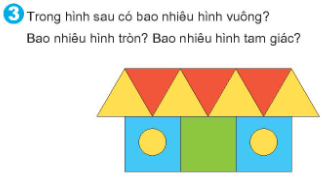 3 Trong hình sau có bao nhiêu hình vuông?
Bao nhiêu hình tròn? Bao nhiêu hình tam giác?